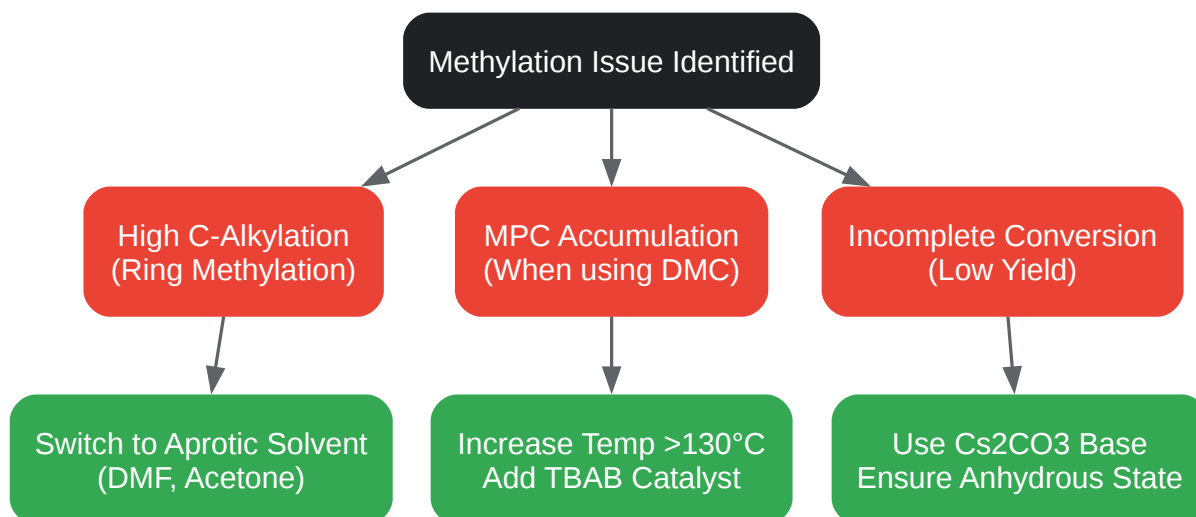 Methylation Issue Identified
High C-Alkylation
(Ring Methylation)
MPC Accumulation
(When using DMC)
Incomplete Conversion
(Low Yield)
Switch to Aprotic Solvent
(DMF, Acetone)
Increase Temp >130°C
Add TBAB Catalyst
Use Cs2CO3 Base
Ensure Anhydrous State